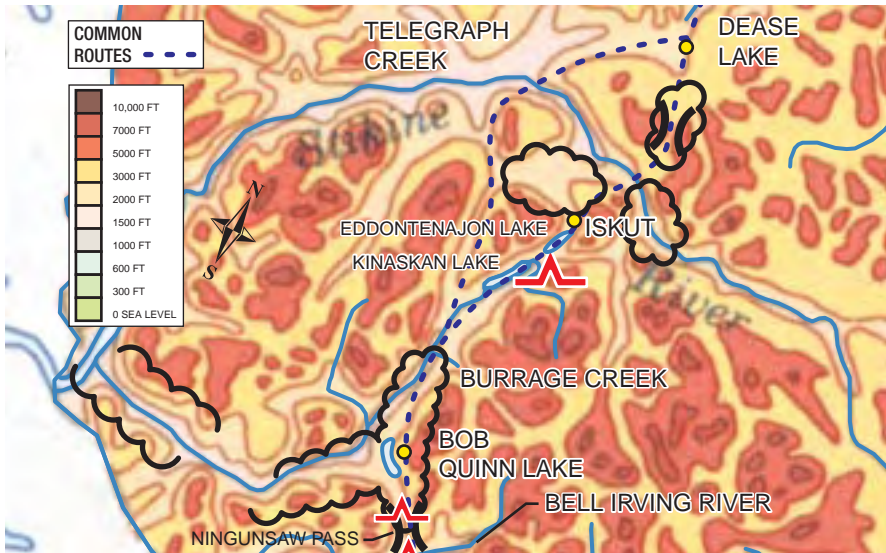 COMMON
ROUTES
TELEGRAPH
CREEK
DEASE
LAKE
10,000 FT
7000 FT
5000 FT
3000 FT
2000 FT
1500 FT
1000 FT
600 FT
300 FT
0 SEA LEVEL
N
S
Stikine
River
EDDONTENAJON LAKE
ISKUT
KINASKAN LAKE
BURRAGE CREEK
BOB
QUINN LAKE
BELL IRVING RIVER
NINGUNSAW PASS